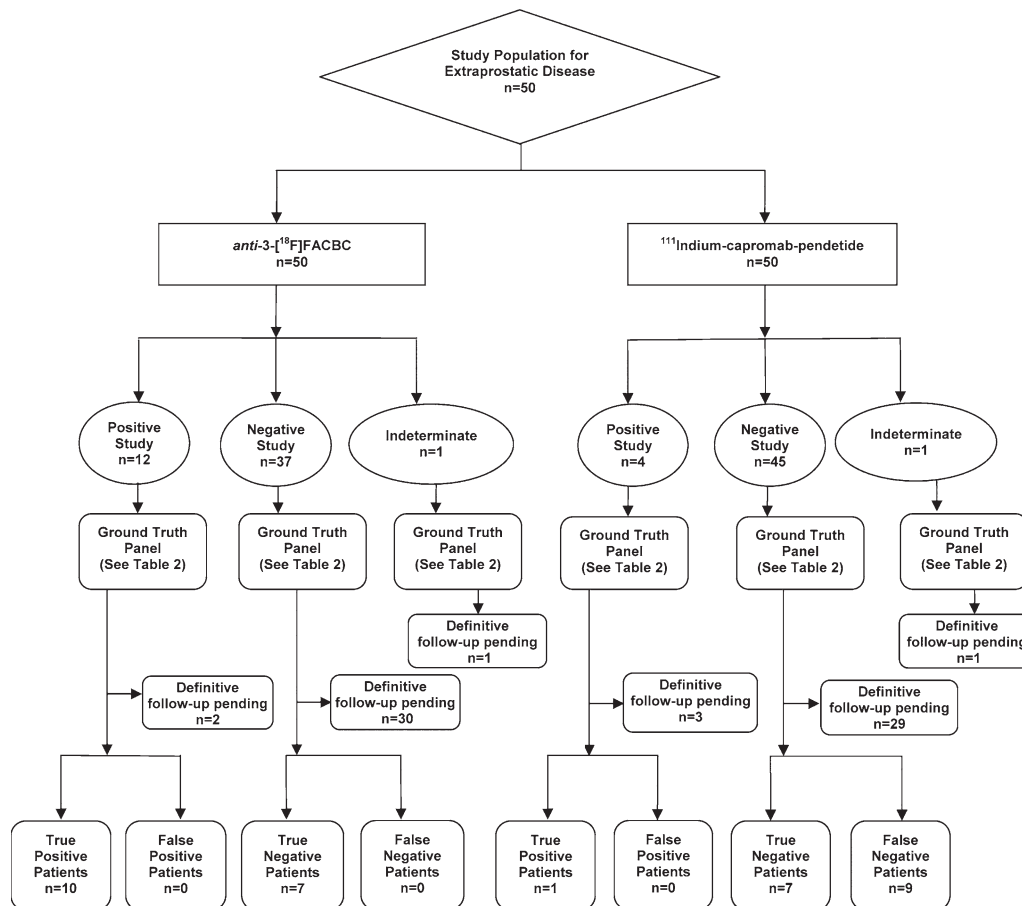 Study Population for
Extraprostatic Disease
n=50
anti-3-[18F]FACBC
n=50
111Indium-capromab-pendetide
n=50
Positive
Study
n=12
Negative
Study
n=37
Indeterminate
n=1
Positive
Study
n=4
Negative
Study
n=45
Indeterminate
n=1
Ground Truth
Panel
(See Table 2)
Ground Truth
Panel
(See Table 2)
Ground Truth
Panel
(See Table 2)
Ground Truth
Panel
(See Table 2)
Ground Truth
Panel
(See Table 2)
Ground Truth
Panel
(See Table 2)
Definitive
follow-up pending
n=1
Definitive
follow-up pending
n=1
Definitive
follow-up pending
n=2
Definitive
follow-up pending
n=30
Definitive
follow-up pending
n=3
Definitive
follow-up pending
n=29
True
Positive
Patients
n=10
False
Positive
Patients
n=0
True
Negative
Patients
n=7
False
Negative
Patients
n=0
True
Positive
Patients
n=1
False
Positive
Patients
n=0
True
Negative
Patients
n=7
False
Negative
Patients
n=9